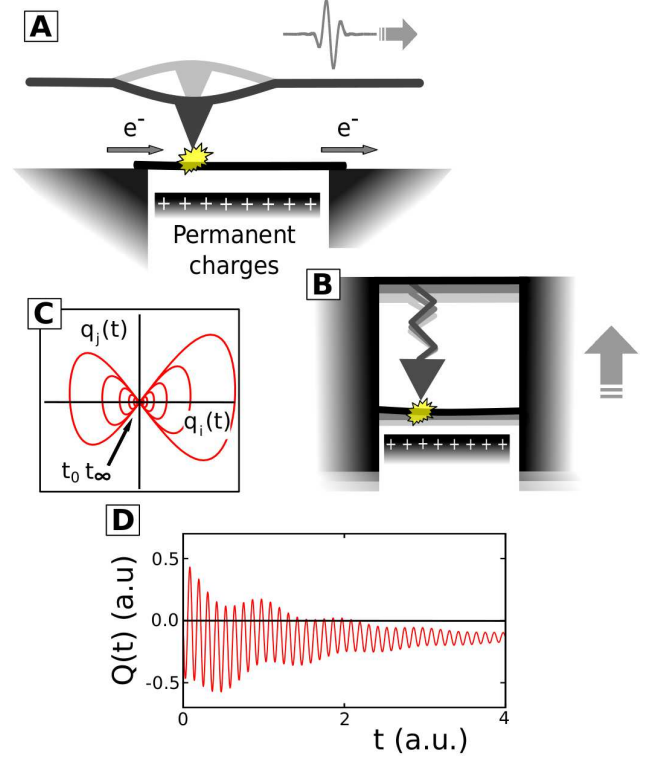 A
e⁻
e⁻
+ + + + + + + +
Permanent
charges
B
+ + + + + + + + +
C
qⱼ(t)
qᵢ(t)
t₀ t∞
D
Q(t) (a.u)
0.5
0.0
-0.5
0
2
4
t (a.u.)